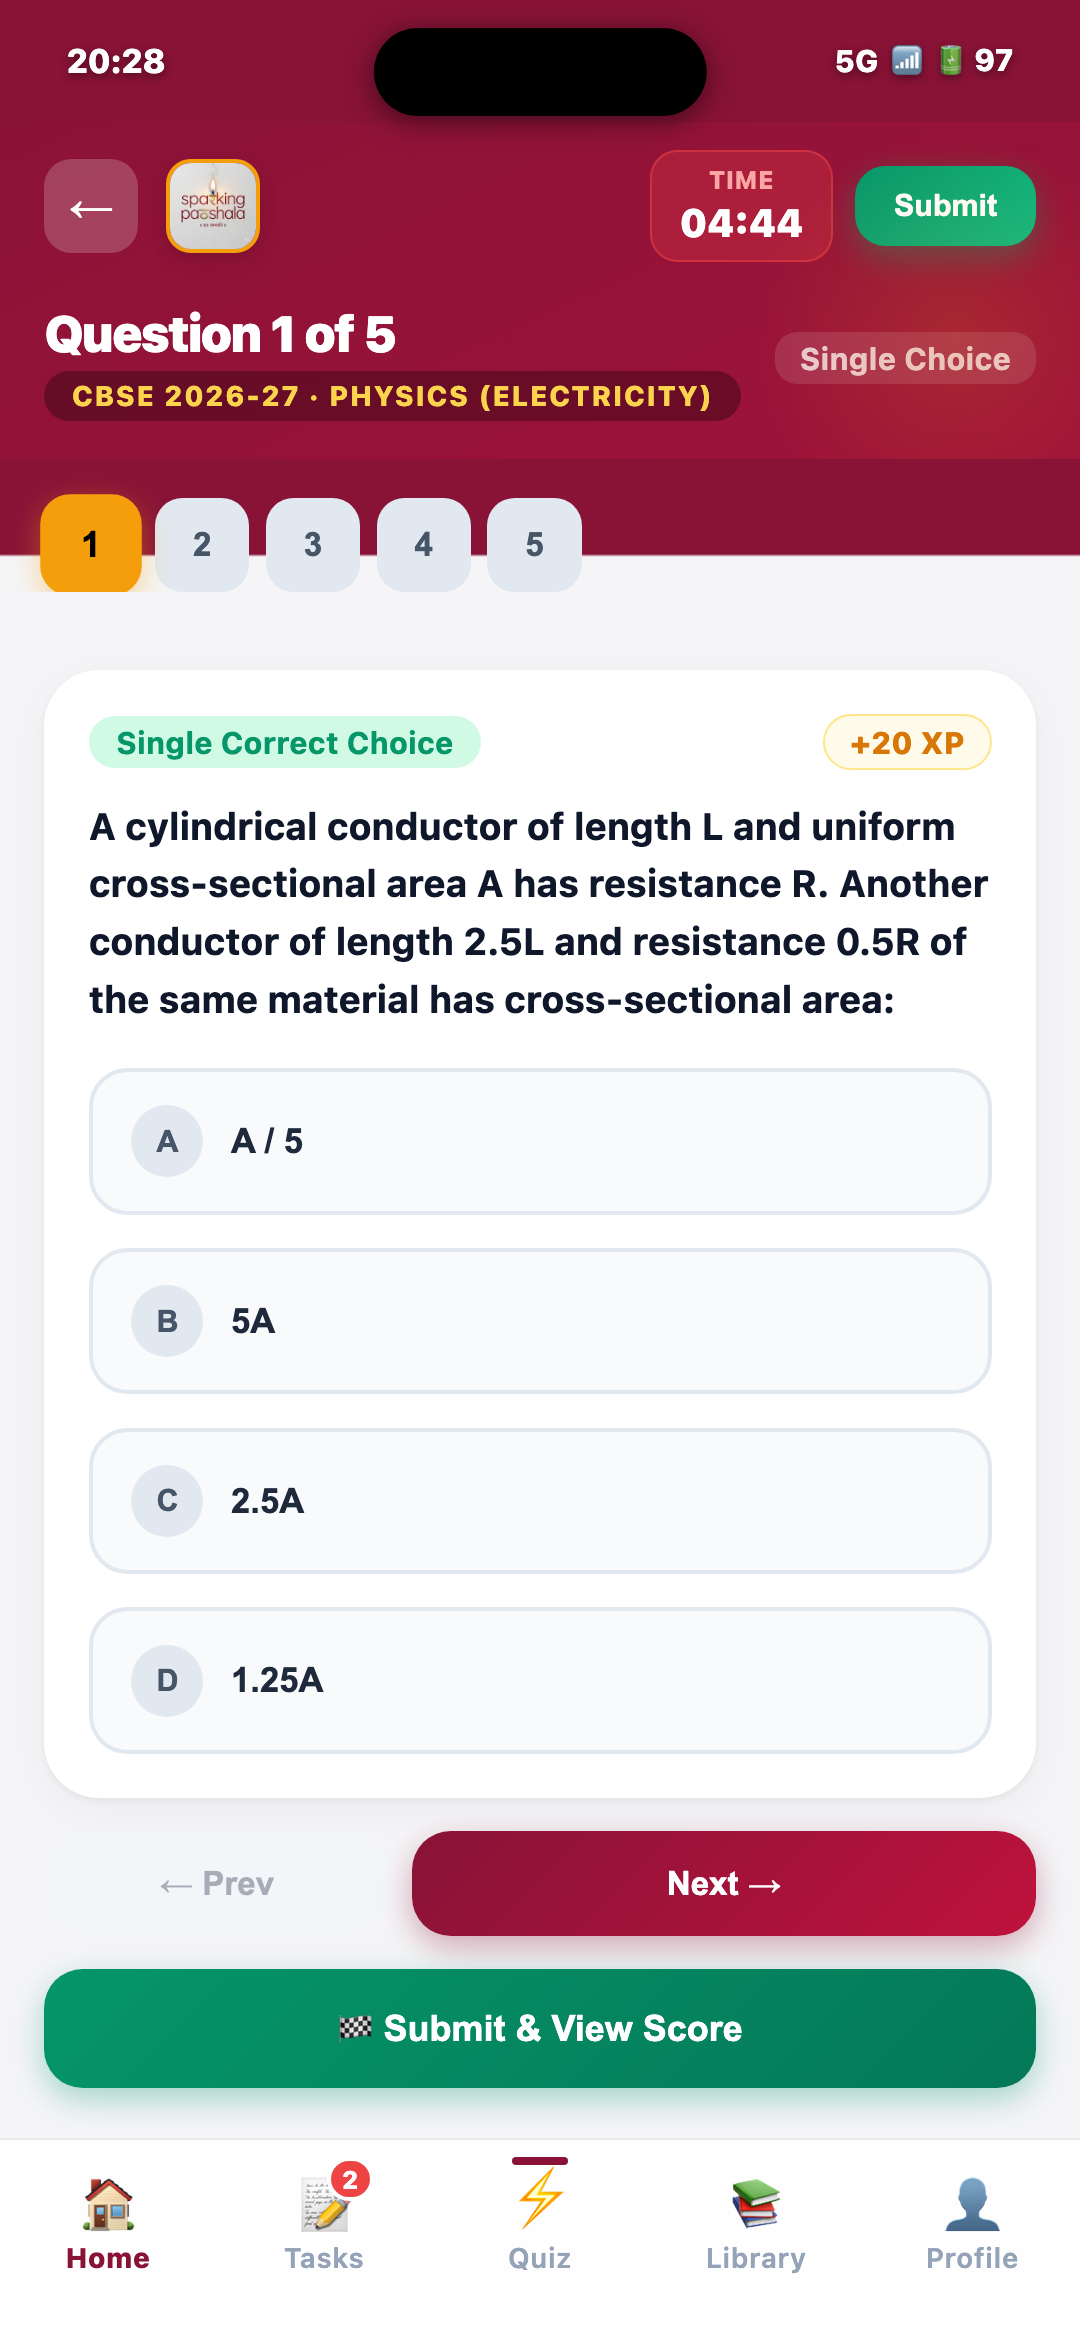 20:28
5G 97
←
sparking
paठshala
TIME
04:44
Submit
Question 1 of 5
Single Choice
CBSE 2026-27 · PHYSICS (ELECTRICITY)
1 2 3 4 5
Single Correct Choice
+20 XP
A cylindrical conductor of length L and uniform
cross-sectional area A has resistance R. Another
conductor of length 2.5L and resistance 0.5R of
the same material has cross-sectional area:
A A / 5
B 5A
C 2.5A
D 1.25A
← Prev
Next →
Submit & View Score
2
Home Tasks Quiz Library Profile